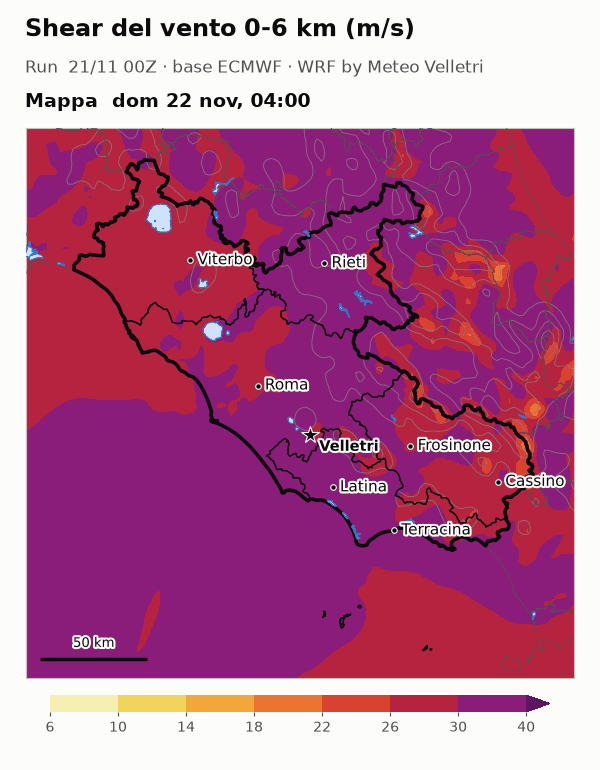 Shear del vento 0-6 km (m/s)
Run  21/11 00Z · base ECMWF · WRF by Meteo Velletri
Mappa  dom 22 nov, 04:00
Viterbo
Rieti
Roma
Velletri
Frosinone
Cassino
Latina
Terracina
50 km
6 10 14 18 22 26 30 40